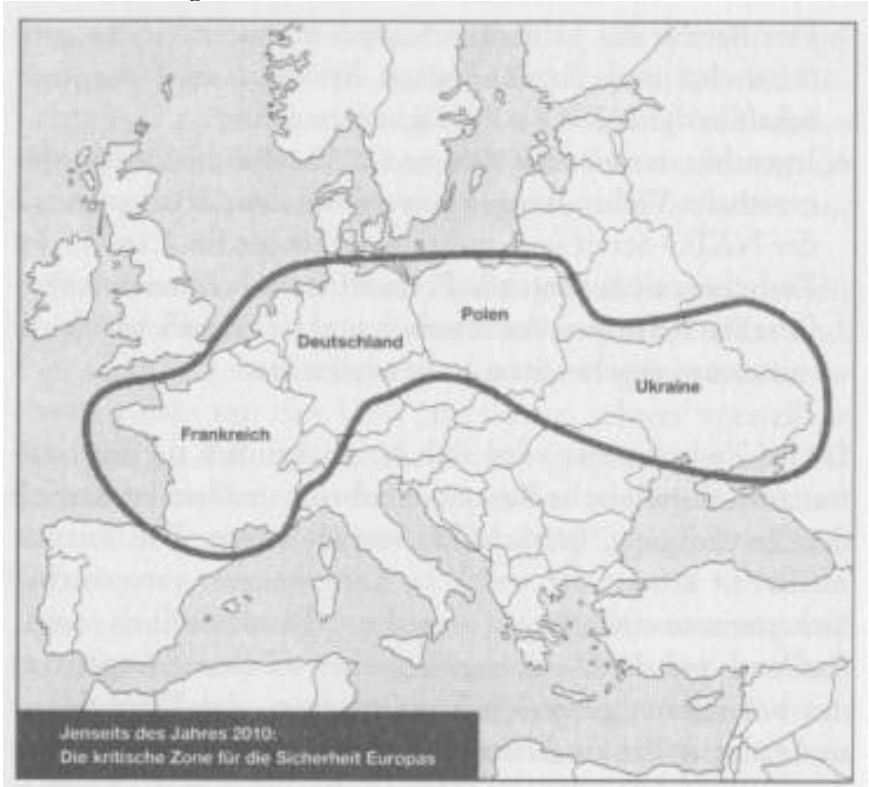 Polen
Deutschland
Ukraine
Frankreich
Jenseits des Jahres 2010:
Die kritische Zone für die Sicherheit Europas